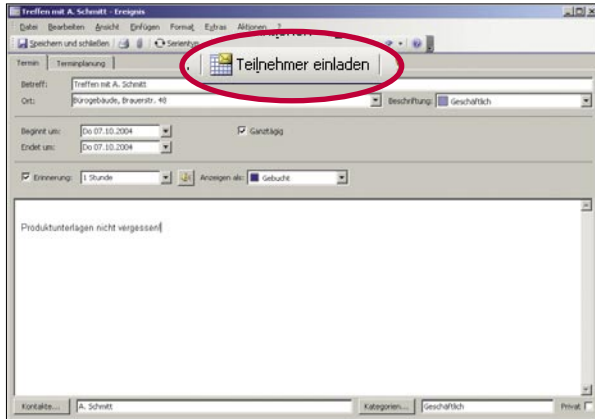 Treffen mit A. Schmitt - Ereignis
Datei Bearbeiten Ansicht Einfügen Format Extras Aktionen ?
Speichern und schließen Serientyp
Teilnehmer einladen
Termin Terminplanung
Betreff: Treffen mit A. Schmitt
Ort: Bürogebäude, Brauerstr. 48 Beschriftung: Geschäftlich
Beginnt um: Do 07.10.2004 Ganztägig
Endet um: Do 07.10.2004
Erinnerung: 1 Stunde Anzeigen als: Gebucht
Produktunterlagen nicht vergessen!
Kontakte... A. Schmitt Kategorien... Geschäftlich Privat